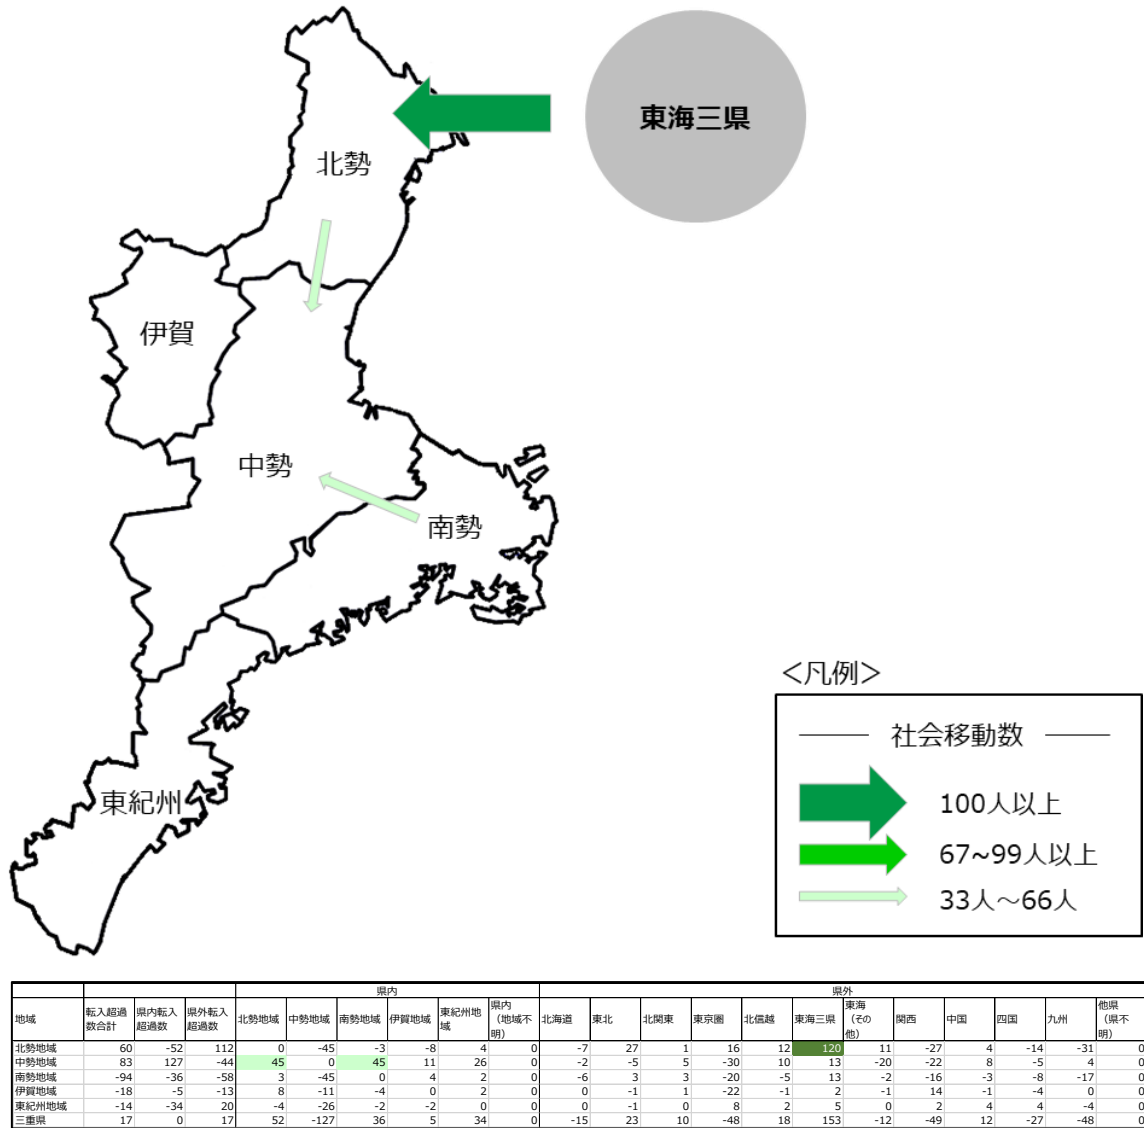 東海三県
北勢
伊賀
中勢
南勢
東紀州
＜凡例＞
社会移動数
100人以上
67~99人以上
33人～66人
県内 県外
地域 転入超過数合計 県内転入超過数 県外転入超過数 北勢地域 中勢地域 南勢地域 伊賀地域 東紀州地域 県内（地域不明） 北海道 東北 北関東 東京圏 北信越 東海三県 東海（その他） 関西 中国 四国 九州 他県（県不明）
北勢地域 60 -52 112 0 -45 -3 -8 4 0 -7 27 1 16 12 120 11 -27 4 -14 -31 0
中勢地域 83 127 -44 45 0 45 11 26 0 -2 -5 5 -30 10 13 -20 -22 8 -5 4 0
南勢地域 -94 -36 -58 3 -45 0 4 2 0 -6 3 3 -20 -5 13 -2 -16 -3 -8 -17 0
伊賀地域 -18 -5 -13 8 -11 -4 0 2 0 0 -1 1 -22 -1 2 -1 14 -1 -4 0 0
東紀州地域 -14 -34 20 -4 -26 -2 -2 0 0 0 -1 0 8 2 5 0 2 4 4 -4 0
三重県 17 0 17 52 -127 36 5 34 0 -15 23 10 -48 18 153 -12 -49 12 -27 -48 0